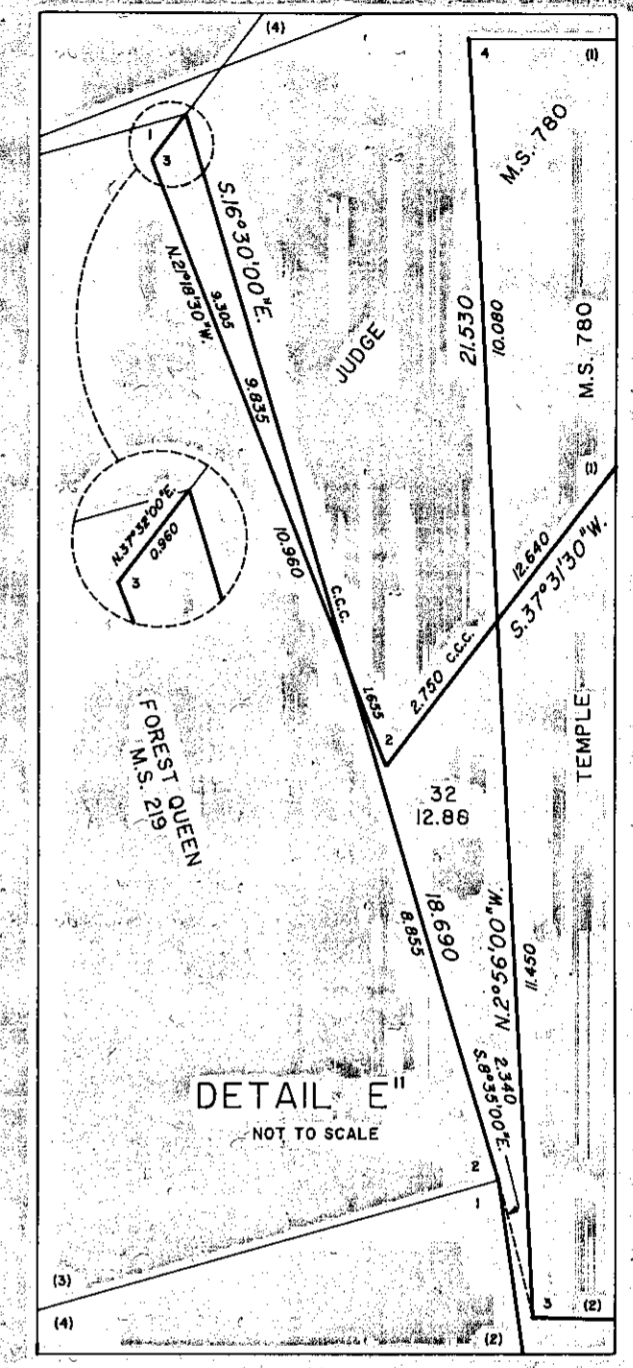 (4)
4
(1)
1
3
M.S. 780
S.16°30'00"E.
N.21°18'30"W.
9.305
JUDGE
21.530
10.080
M.S. 780
9.835
(1)
N.37°32'00"E.
0.960
3
10.960
12.640
S.37°31'30"W.
C.C.C.
2.750 C.C.C.
1.655
2
FOREST QUEEN
M.S. 219
TEMPLE
32
12.86
18.690
8.855
N.2°56'00"W.
11.450
2.340
S.8°35'00"E.
DETAIL "E"
NOT TO SCALE
2
1
(3)
(4)
3
(2)
(2)